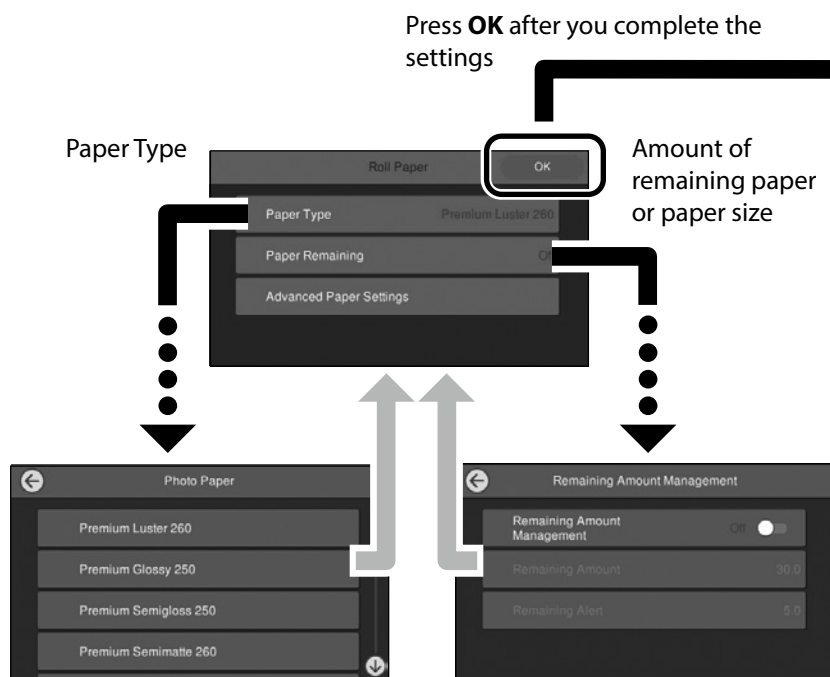 Press OK after you complete the
settings
Paper Type
Amount of
remaining paper
or paper size
Roll Paper
OK
Paper Type
Premium Luster 260
Paper Remaining
Advanced Paper Settings
Photo Paper
Premium Luster 260
Premium Glossy 250
Premium Semigloss 250
Premium Semimatte 260
Remaining Amount Management
Remaining Amount
Management
Off
Remaining Amount
30.0
Remaining Alert
5.0